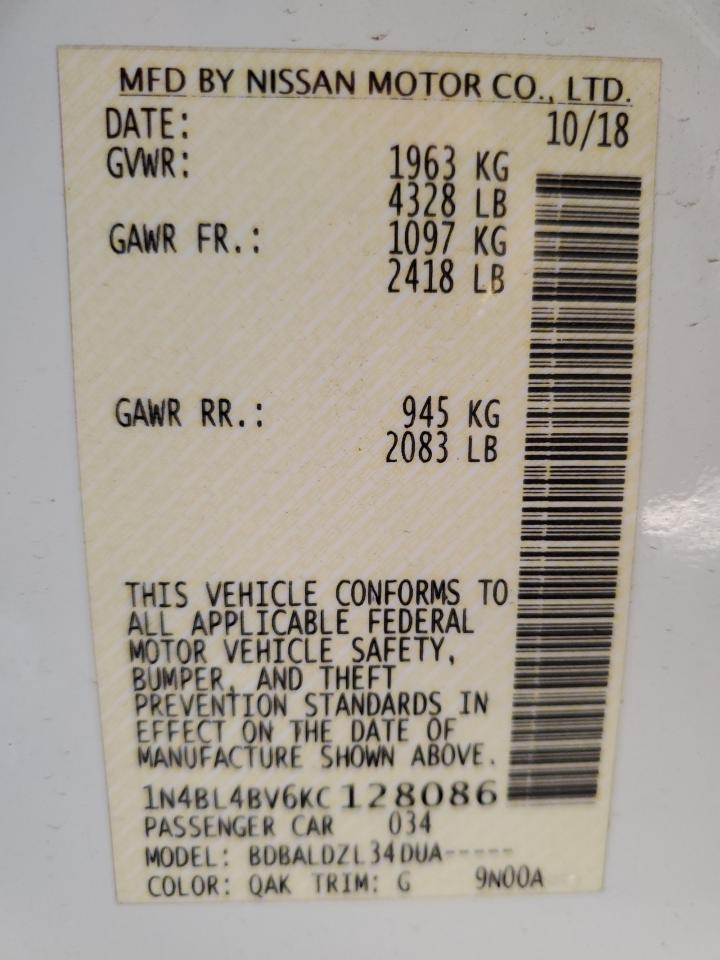 MFD BY NISSAN MOTOR CO., LTD.
DATE: 10/18
GVWR: 1963 KG
4328 LB
GAWR FR.: 1097 KG
2418 LB
GAWR RR.: 945 KG
2083 LB
THIS VEHICLE CONFORMS TO
ALL APPLICABLE FEDERAL
MOTOR VEHICLE SAFETY,
BUMPER, AND THEFT
PREVENTION STANDARDS IN
EFFECT ON THE DATE OF
MANUFACTURE SHOWN ABOVE.
1N4BL4BV6KC128086
PASSENGER CAR 034
MODEL: BDBALDZL34DUA-----
COLOR: QAK TRIM: G 9N00A